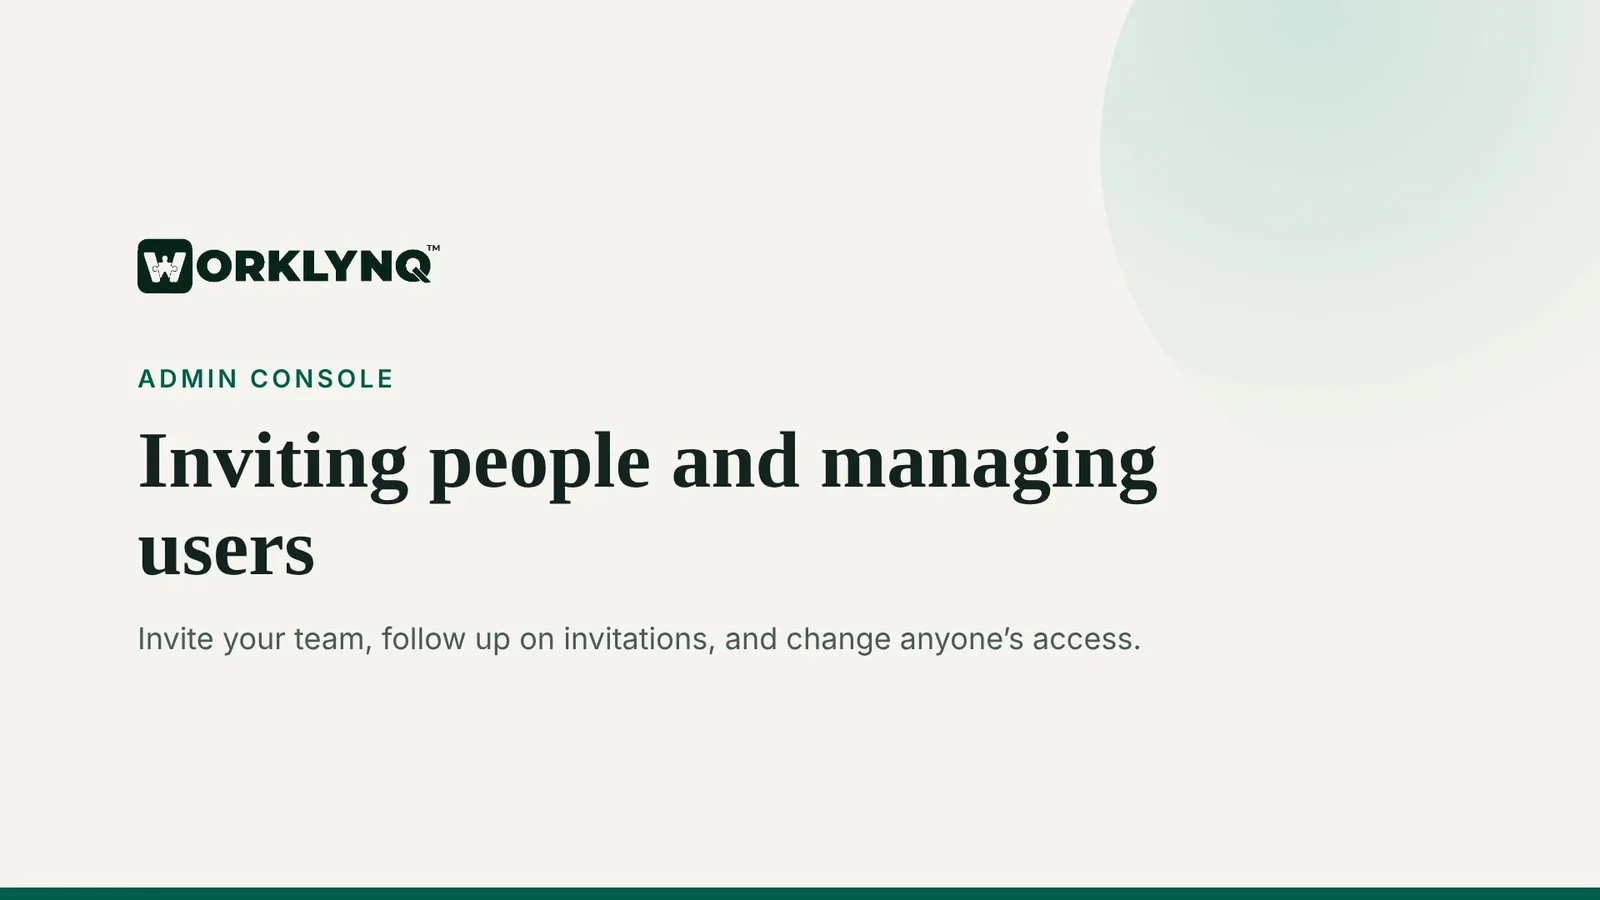 WORKLYNQ™
ADMIN CONSOLE
Inviting people and managing
users
Invite your team, follow up on invitations, and change anyone’s access.